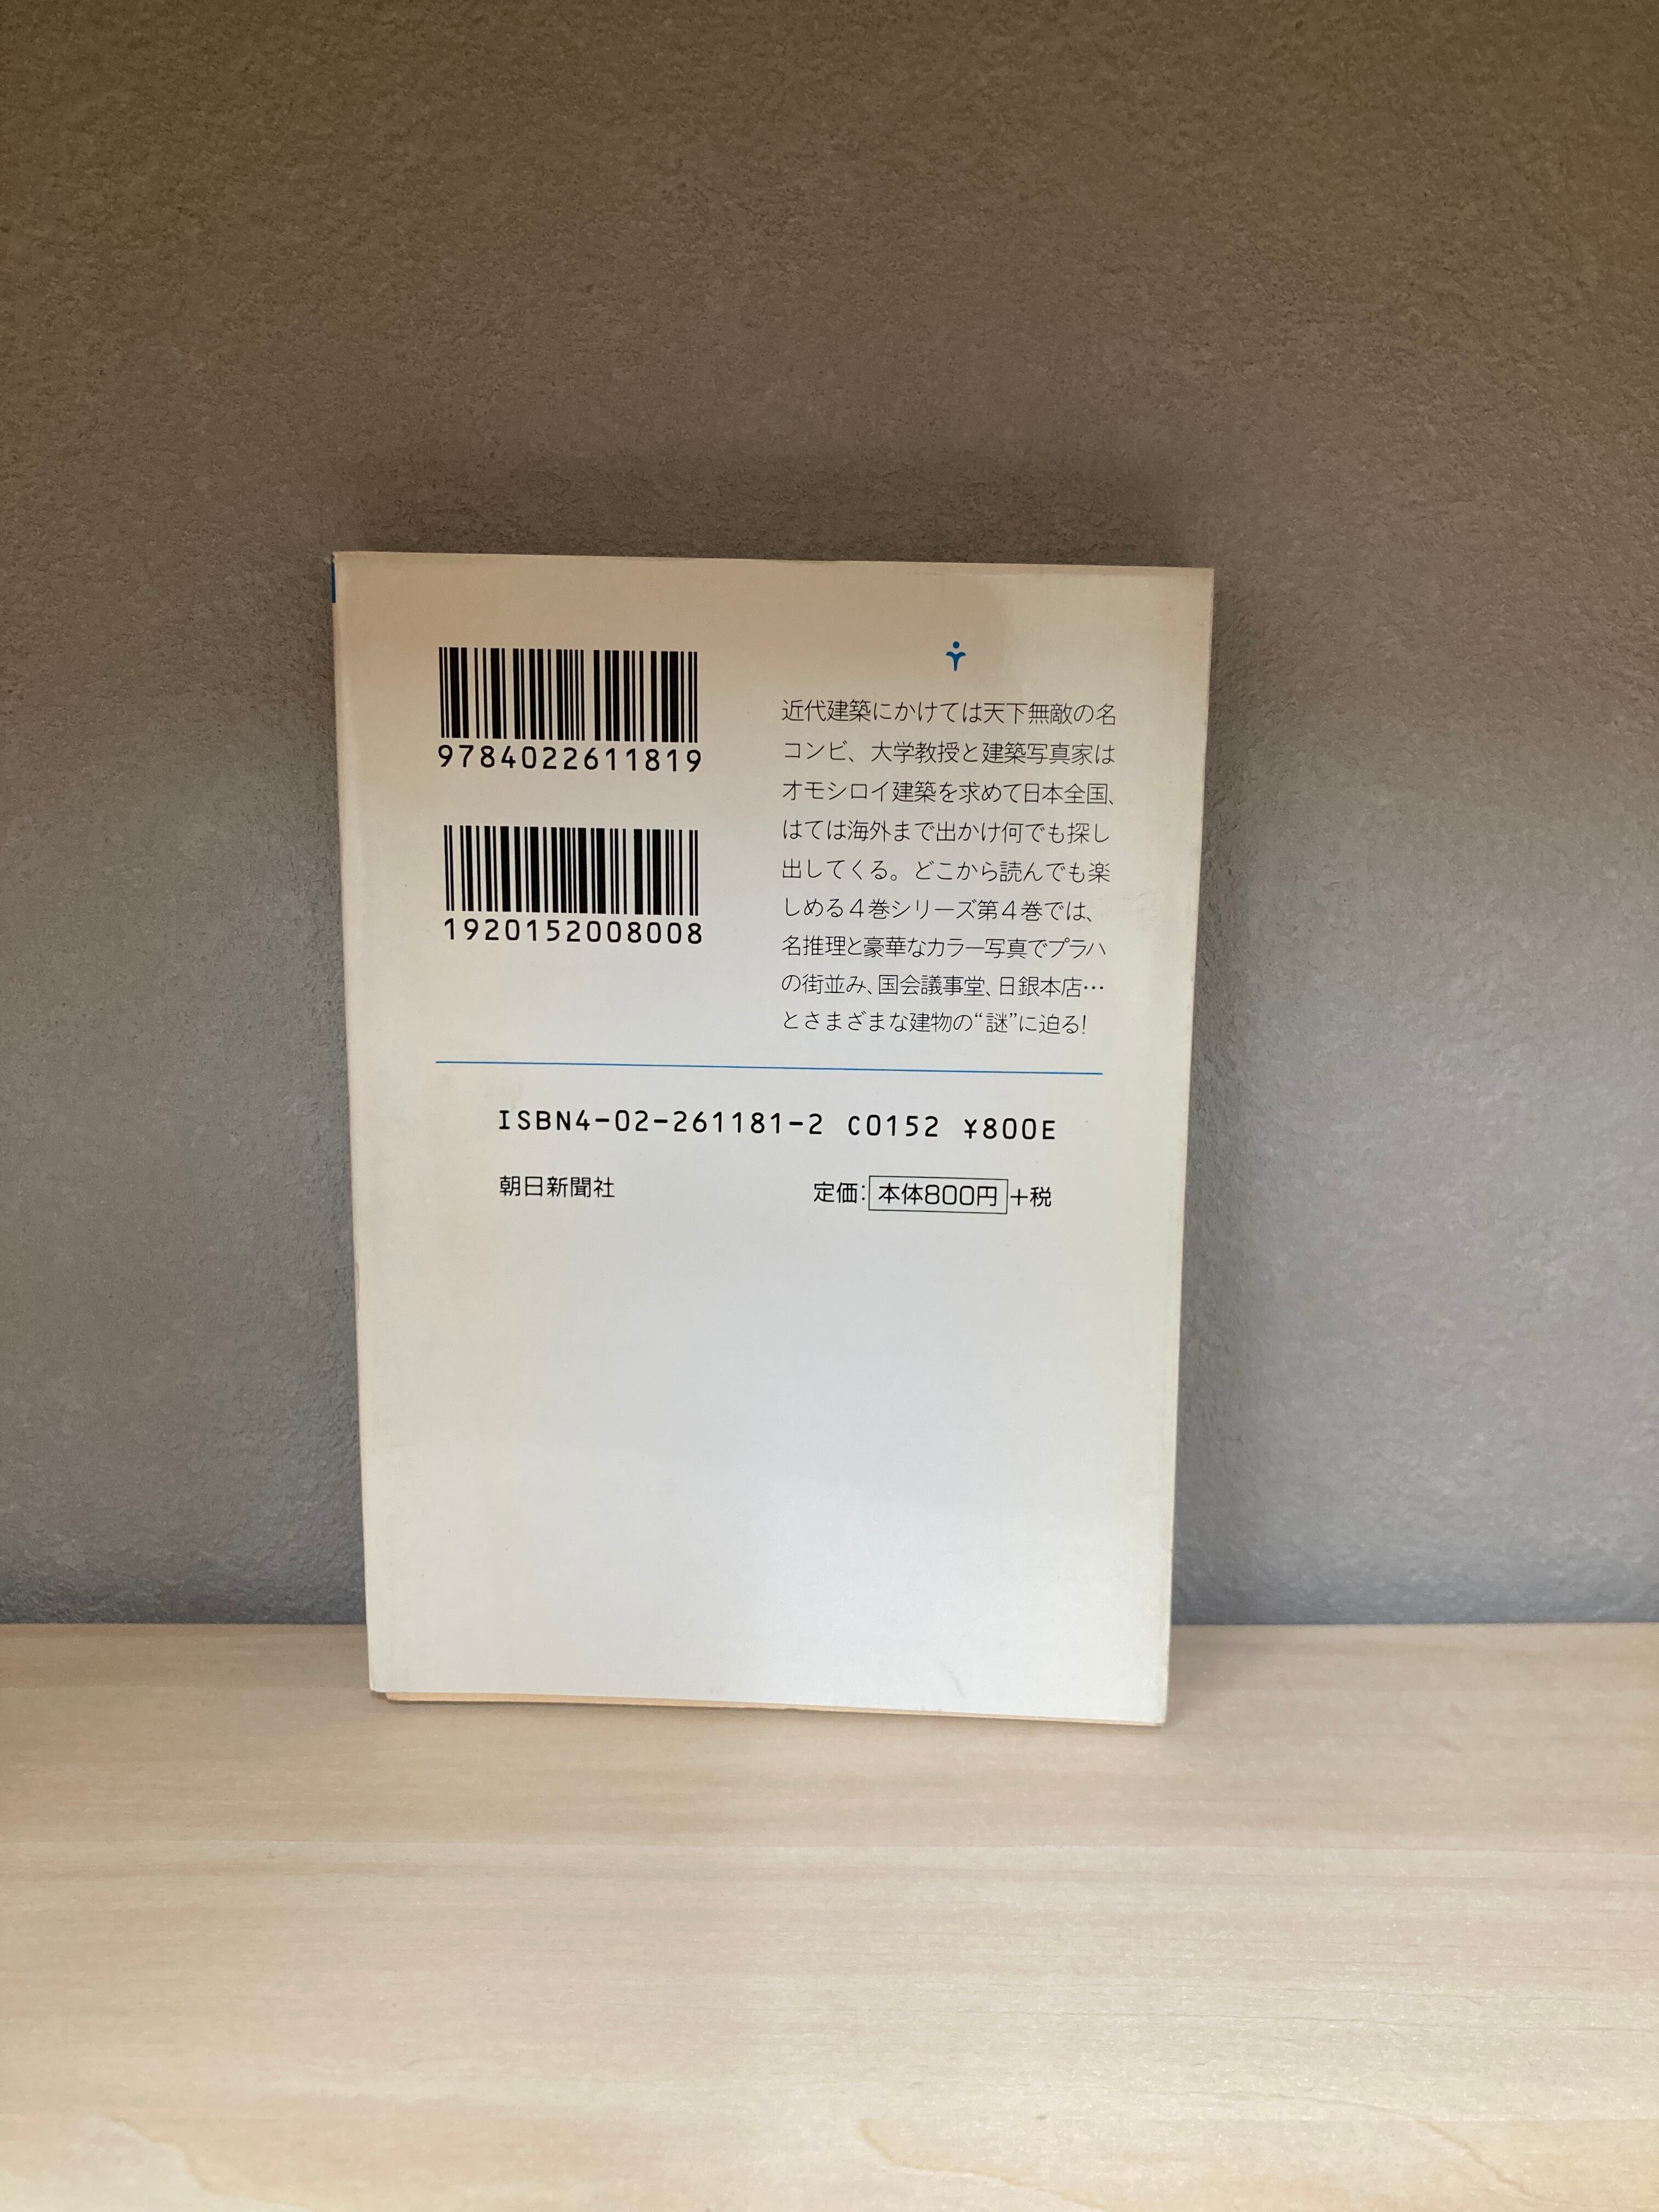 9784022611819
1920152008008
近代建築にかけては天下無敵の名
コンビ、大学教授と建築写真家は
オモシロイ建築を求めて日本全国、
はては海外まで出かけ何でも探し
出してくる。どこから読んでも楽
しめる4巻シリーズ第4巻では、
名推理と豪華なカラー写真でプラハ
の街並み、国会議事堂、日銀本店…
とさまざまな建物の“謎”に迫る!
ISBN4-02-261181-2 C0152 ¥800E
朝日新聞社 定価:本体800円+税